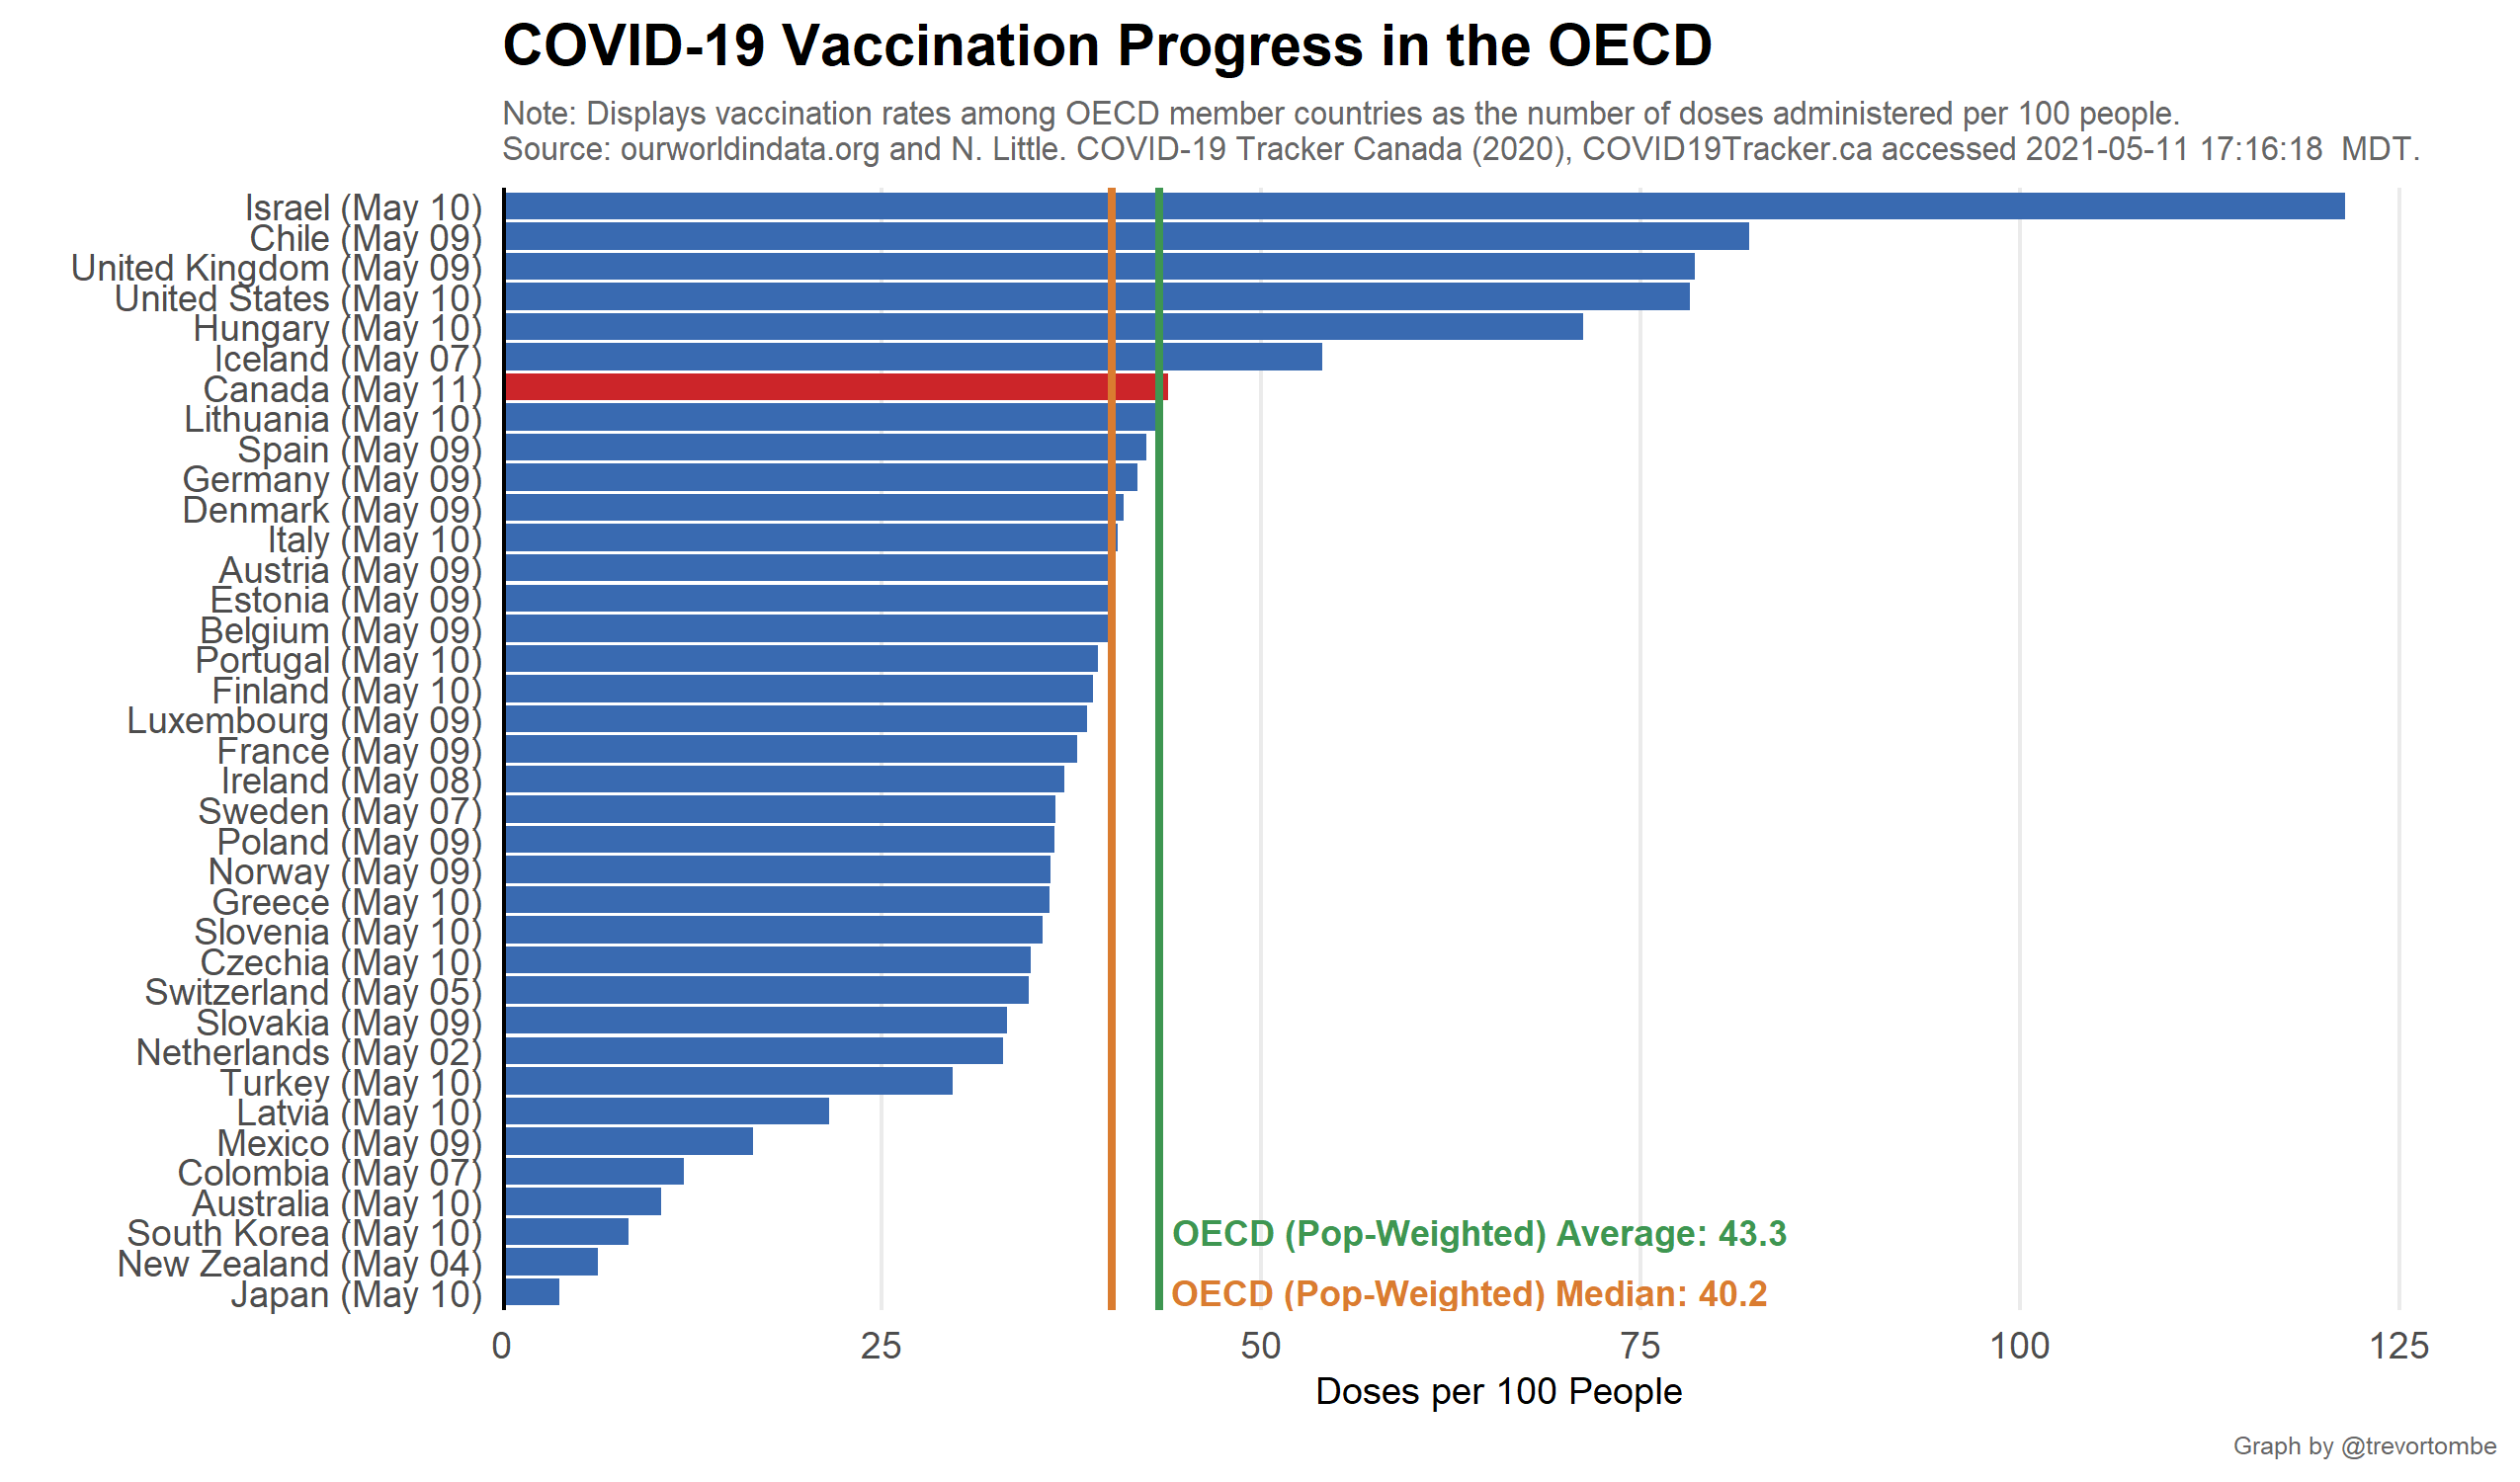 COVID-19 Vaccination Progress in the OECD
Note: Displays vaccination rates among OECD member countries as the number of doses administered per 100 people.
Source: ourworldindata.org and N. Little. COVID-19 Tracker Canada (2020), COVID19Tracker.ca accessed 2021-05-11 17:16:18  MDT.
Israel (May 10)
Chile (May 09)
United Kingdom (May 09)
United States (May 10)
Hungary (May 10)
Iceland (May 07)
Canada (May 11)
Lithuania (May 10)
Spain (May 09)
Germany (May 09)
Denmark (May 09)
Italy (May 10)
Austria (May 09)
Estonia (May 09)
Belgium (May 09)
Portugal (May 10)
Finland (May 10)
Luxembourg (May 09)
France (May 09)
Ireland (May 08)
Sweden (May 07)
Poland (May 09)
Norway (May 09)
Greece (May 10)
Slovenia (May 10)
Czechia (May 10)
Switzerland (May 05)
Slovakia (May 09)
Netherlands (May 02)
Turkey (May 10)
Latvia (May 10)
Mexico (May 09)
Colombia (May 07)
Australia (May 10)
South Korea (May 10)
New Zealand (May 04)
Japan (May 10)
OECD (Pop-Weighted) Average: 43.3
OECD (Pop-Weighted) Median: 40.2
0 25 50 75 100 125
Doses per 100 People
Graph by @trevortombe